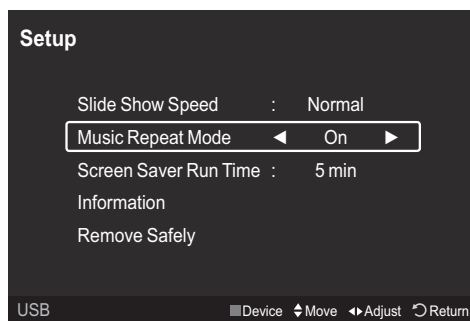 Setup
Slide Show Speed : Normal
Music Repeat Mode ◀ On ▶
Screen Saver Run Time : 5 min
Information
Remove Safely
USB Device Move Adjust Return